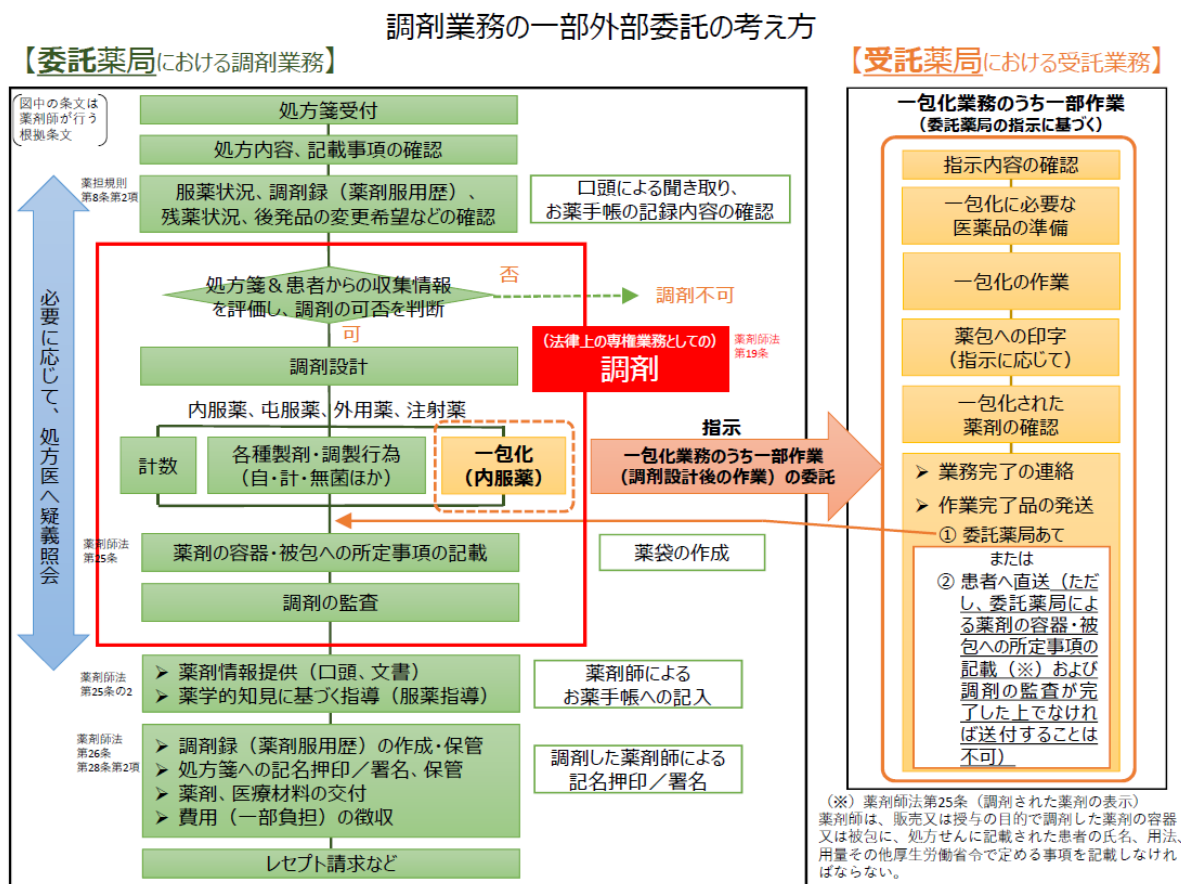 調剤業務の一部外部委託の考え方
【委託薬局における調剤業務】
図中の条文は
薬剤師が行う
根拠条文
処方箋受付
処方内容、記載事項の確認
薬担規則
第8条第2項
服薬状況、調剤録（薬剤服用歴）、
残薬状況、後発品の変更希望などの確認
口頭による聞き取り、
お薬手帳の記録内容の確認
必要に応じて、処方医へ疑義照会
処方箋＆患者からの収集情報
を評価し、調剤の可否を判断
否
調剤不可
可
（法律上の専権業務としての）
調剤
薬剤師法
第19条
調剤設計
内服薬、屯服薬、外用薬、注射薬
計数
各種製剤・調製行為
（自・計・無菌ほか）
一包化
（内服薬）
指示
一包化業務のうち一部作業
（調剤設計後の作業）の委託
薬剤師法
第25条
薬剤の容器・被包への所定事項の記載
薬袋の作成
調剤の監査
薬剤師法
第25条の2
➢ 薬剤情報提供（口頭、文書）
➢ 薬学的知見に基づく指導（服薬指導）
薬剤師による
お薬手帳への記入
薬剤師法
第26条
第28条第2項
➢ 調剤録（薬剤服用歴）の作成・保管
➢ 処方箋への記名押印／署名、保管
➢ 薬剤、医療材料の交付
➢ 費用（一部負担）の徴収
調剤した薬剤師による
記名押印／署名
レセプト請求など
【受託薬局における受託業務】
一包化業務のうち一部作業
（委託薬局の指示に基づく）
指示内容の確認
一包化に必要な
医薬品の準備
一包化の作業
薬包への印字
（指示に応じて）
一包化された
薬剤の確認
➢ 業務完了の連絡
➢ 作業完了品の発送
① 委託薬局あて
または
② 患者へ直送（ただ
し、委託薬局によ
る薬剤の容器・被
包への所定事項の
記載（※）および
調剤の監査が完
了した上でなけれ
ば送付することは
不可）
（※）薬剤師法第25条（調剤された薬剤の表示）
薬剤師は、販売又は授与の目的で調剤した薬剤の容器
又は被包に、処方せんに記載された患者の氏名、用法、
用量その他厚生労働省令で定める事項を記載しなけれ
ばならない。